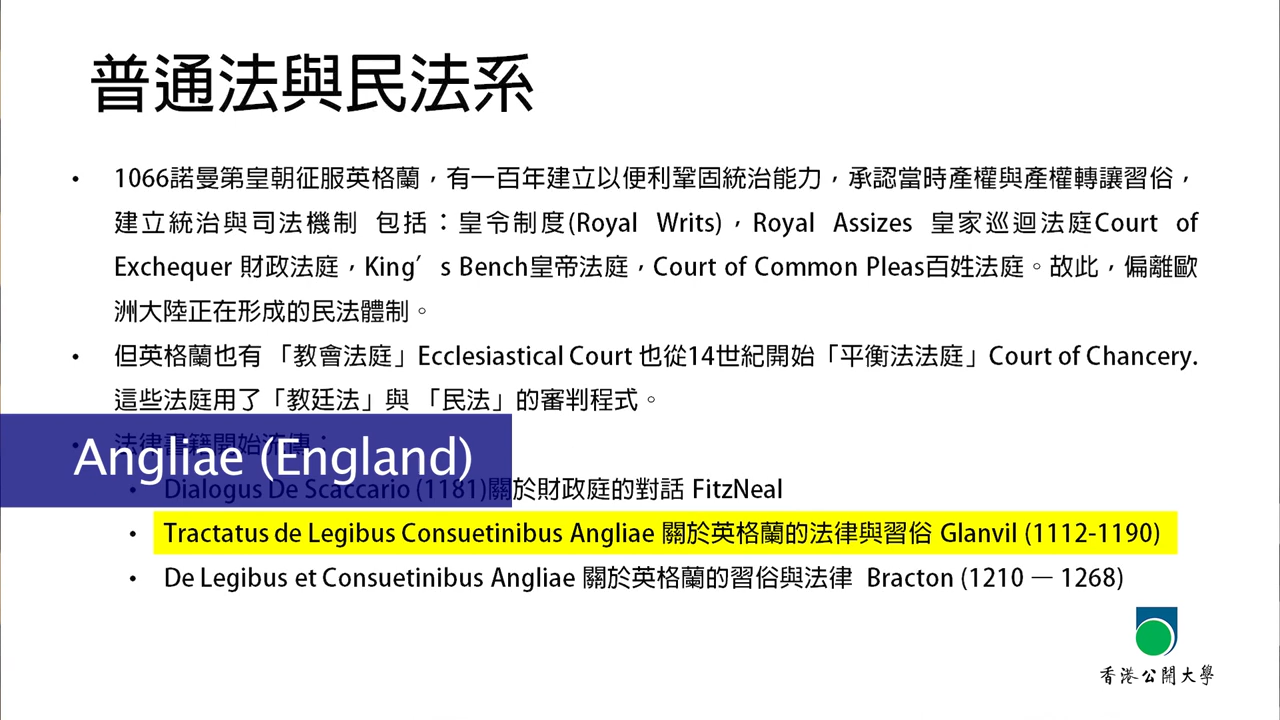 普通法與民法系
• 1066諾曼第皇朝征服英格蘭，有一百年建立以便利鞏固統治能力，承認當時產權與產權轉讓習俗，
建立統治與司法機制 包括：皇令制度(Royal Writs)，Royal Assizes 皇家巡迴法庭Court of
Exchequer 財政法庭，King's Bench皇帝法庭，Court of Common Pleas百姓法庭。故此，偏離歐
洲大陸正在形成的民法體制。
• 但英格蘭也有 「教會法庭」Ecclesiastical Court 也從14世紀開始「平衡法法庭」Court of Chancery.
這些法庭用了「教廷法」與 「民法」的審判程式。
• 法律書籍開始流傳：
Angliae (England)
• Dialogus De Scaccario (1181)關於財政庭的對話 FitzNeal
• Tractatus de Legibus Consuetinibus Angliae 關於英格蘭的法律與習俗 Glanvil (1112-1190)
• De Legibus et Consuetinibus Angliae 關於英格蘭的習俗與法律 Bracton (1210 — 1268)
香港公開大學